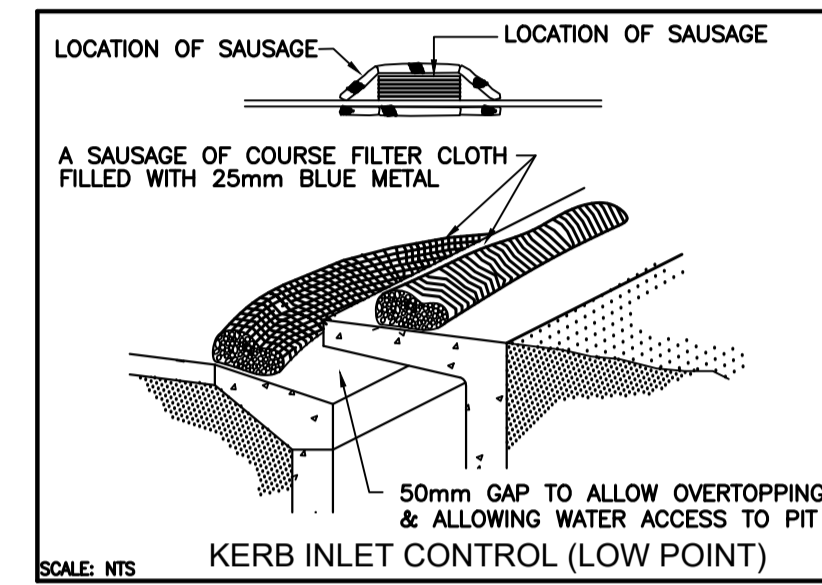 LOCATION OF SAUSAGE
LOCATION OF SAUSAGE
A SAUSAGE OF COURSE FILTER CLOTH
FILLED WITH 25mm BLUE METAL
50mm GAP TO ALLOW OVERTOPPING
& ALLOWING WATER ACCESS TO PIT
KERB INLET CONTROL (LOW POINT)
SCALE: NTS